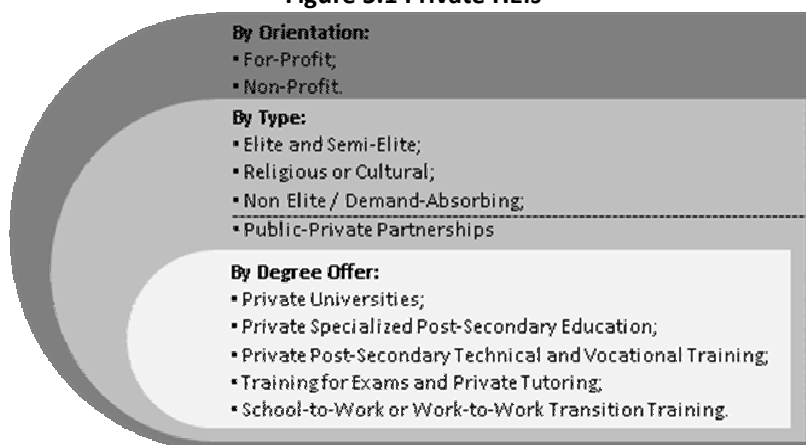 Figure 3.1 Private HEIs
By Orientation:
▪ For-Profit;
▪ Non-Profit.
By Type:
▪ Elite and Semi-Elite;
▪ Religious or Cultural;
▪ Non Elite / Demand-Absorbing;
▪ Public-Private Partnerships
By Degree Offer:
▪ Private Universities;
▪ Private Specialized Post-Secondary Education;
▪ Private Post-Secondary Technical and Vocational Training;
▪ Training for Exams and Private Tutoring;
▪ School-to-Work or Work-to-Work Transition Training.